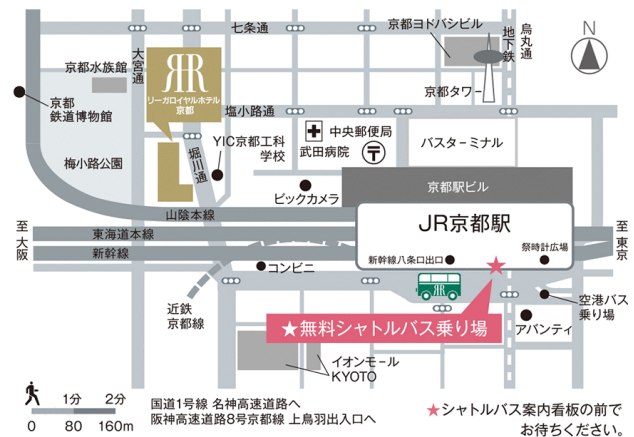 七条通
京都ヨドバシビル
烏丸通
地下鉄
N
大宮通
京都水族館
RR
リーガロイヤルホテル
京都
京都タワー
京都
鉄道博物館
塩小路通
中央郵便局
武田病院
バスターミナル
YIC京都工科
学校
堀川通
梅小路公園
ビックカメラ
京都駅ビル
山陰本線
JR京都駅
至大阪
東海道本線
新幹線
至東京
新幹線八条口出口
祭時計広場
コンビニ
近鉄
京都線
RR
空港バス
乗り場
アバンティ
★無料シャトルバス乗り場
イオンモール
KYOTO
1分 2分
0 80 160m
国道1号線 名神高速道路へ
阪神高速道路8号京都線 上鳥羽出入口へ
★シャトルバス案内看板の前で
お待ちください。